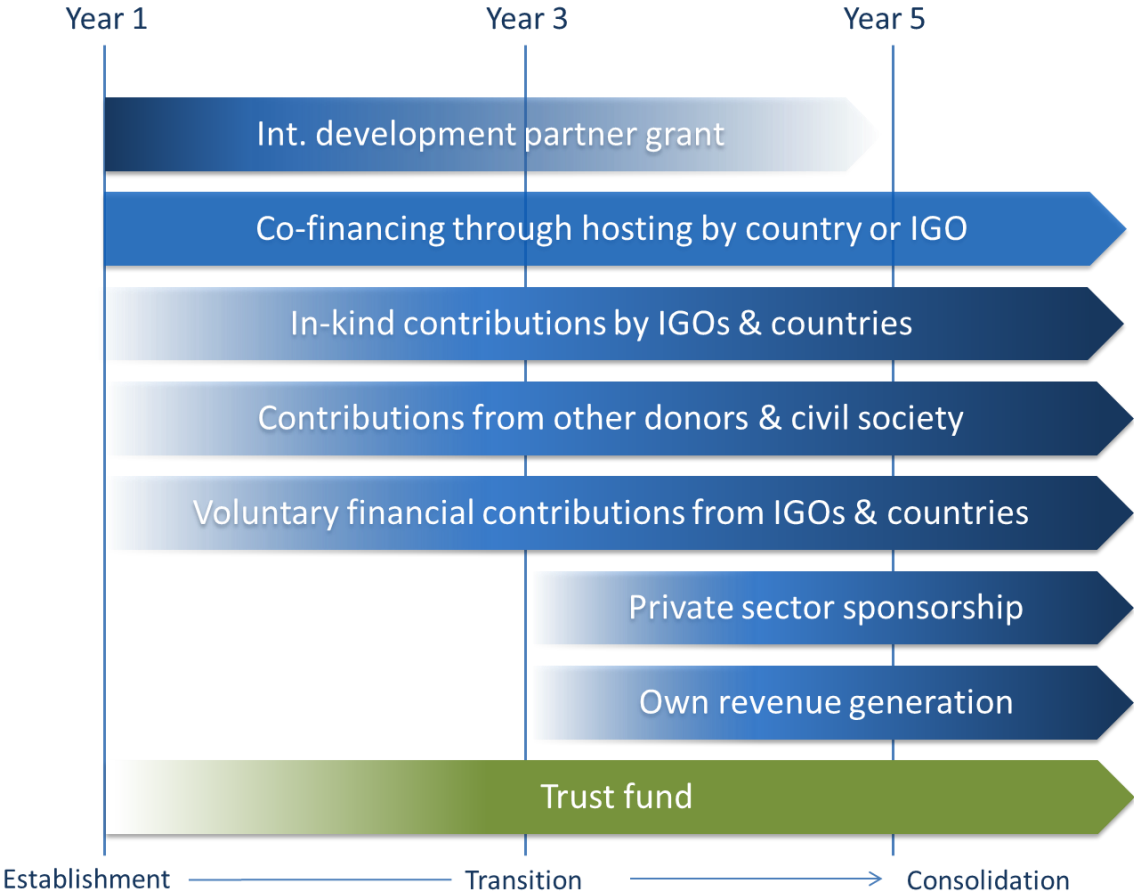 Year 1 Year 3 Year 5
Int. development partner grant
Co-financing through hosting by country or IGO
In-kind contributions by IGOs & countries
Contributions from other donors & civil society
Voluntary financial contributions from IGOs & countries
Private sector sponsorship
Own revenue generation
Trust fund
Establishment Transition Consolidation